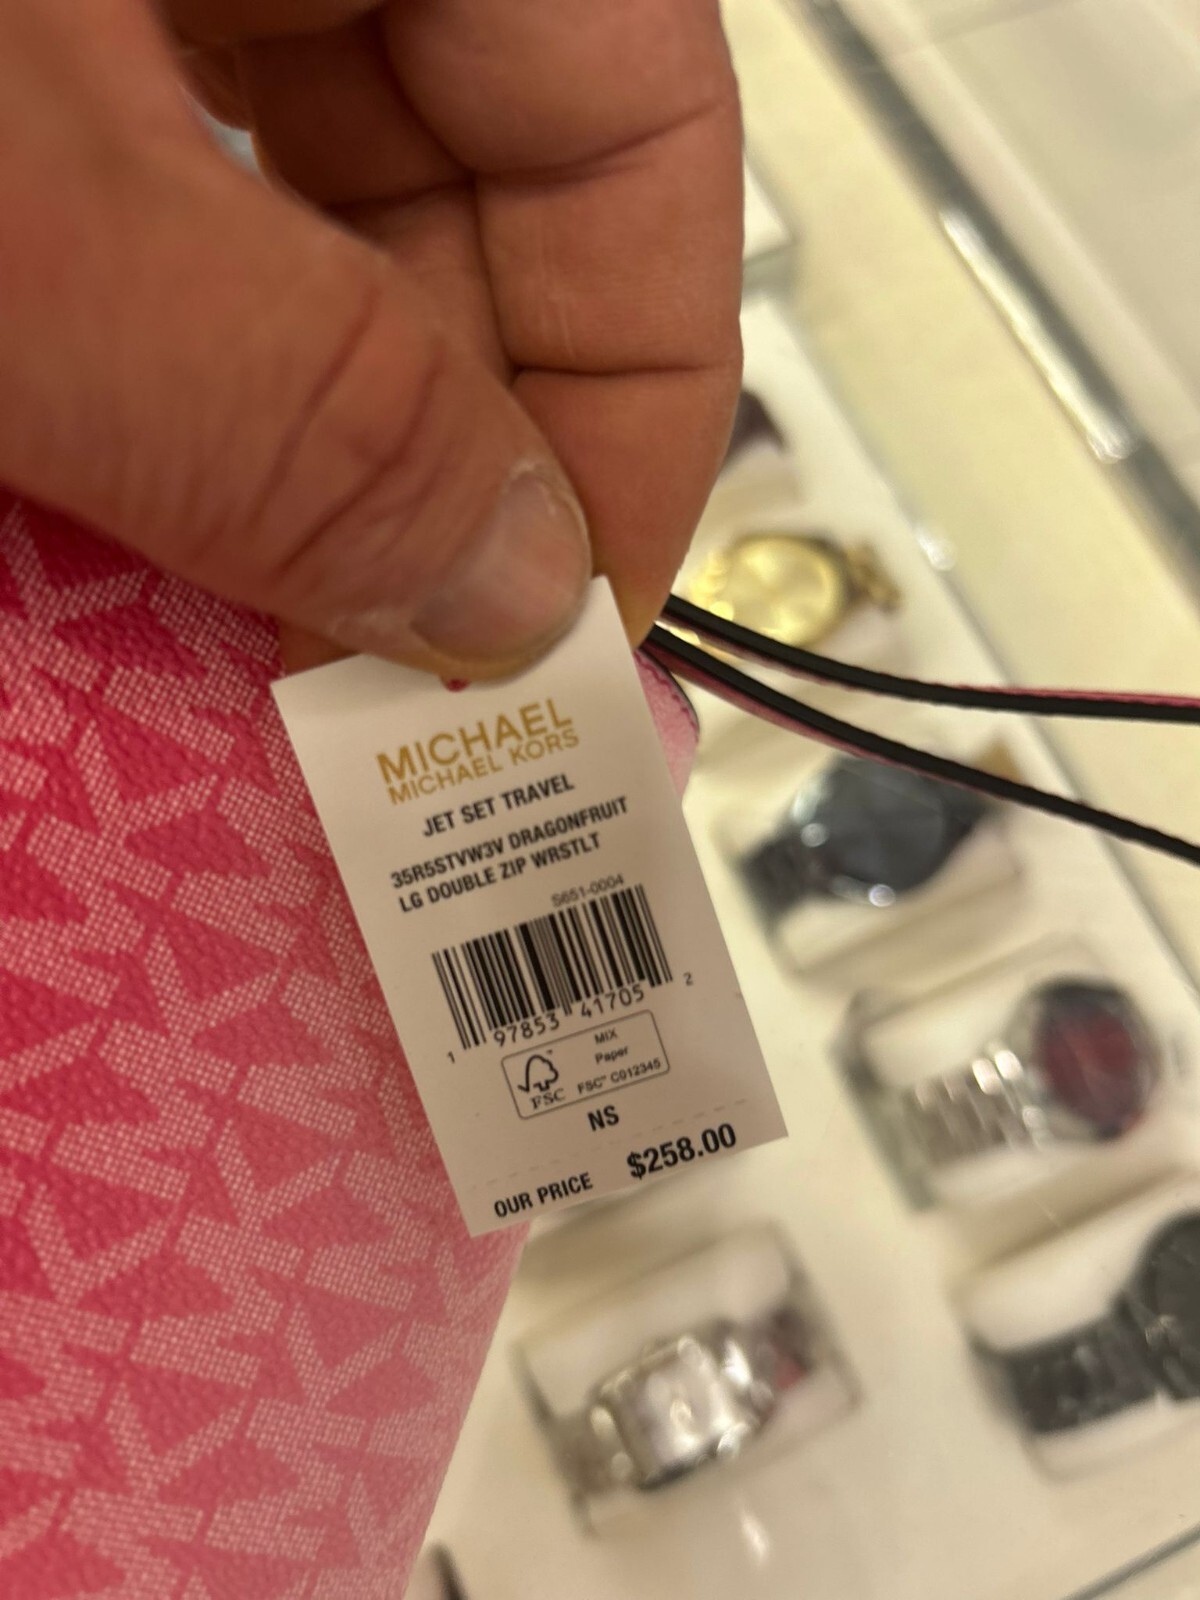 MICHAEL
MICHAEL KORS
JET SET TRAVEL
35R5STVW3V DRAGONFRUIT
LG DOUBLE ZIP WRSTLT
S651-0004
1 97853 41705 2
MIX
Paper
FSC FSC™ C012345
NS
OUR PRICE $258.00